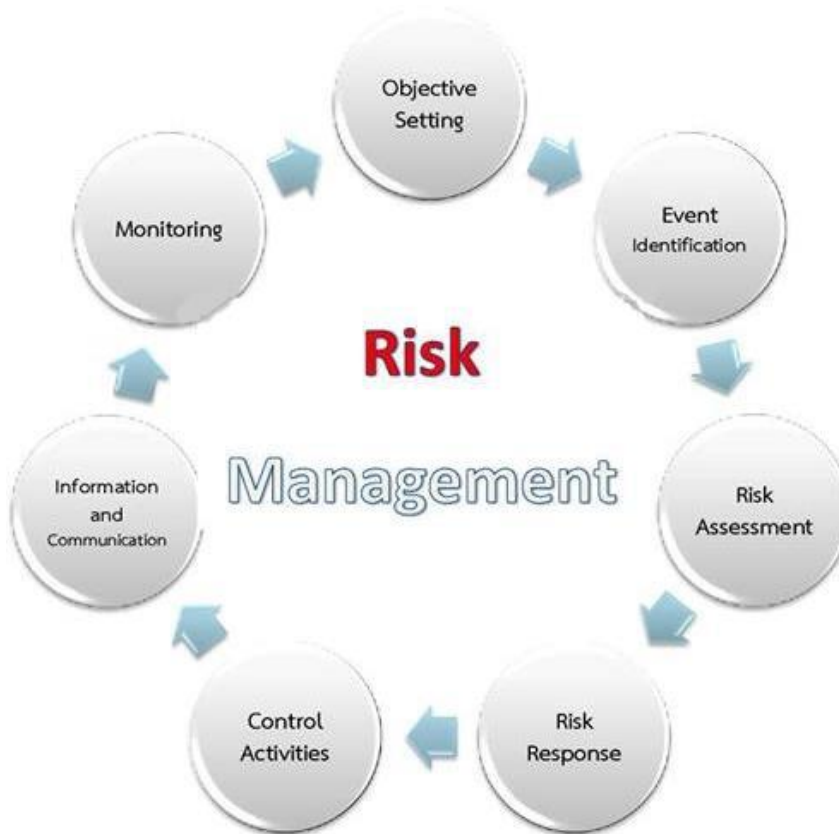 Objective
Setting
Event
Identification
Risk
Assessment
Risk
Response
Control
Activities
Information
and
Communication
Monitoring
Risk
Management